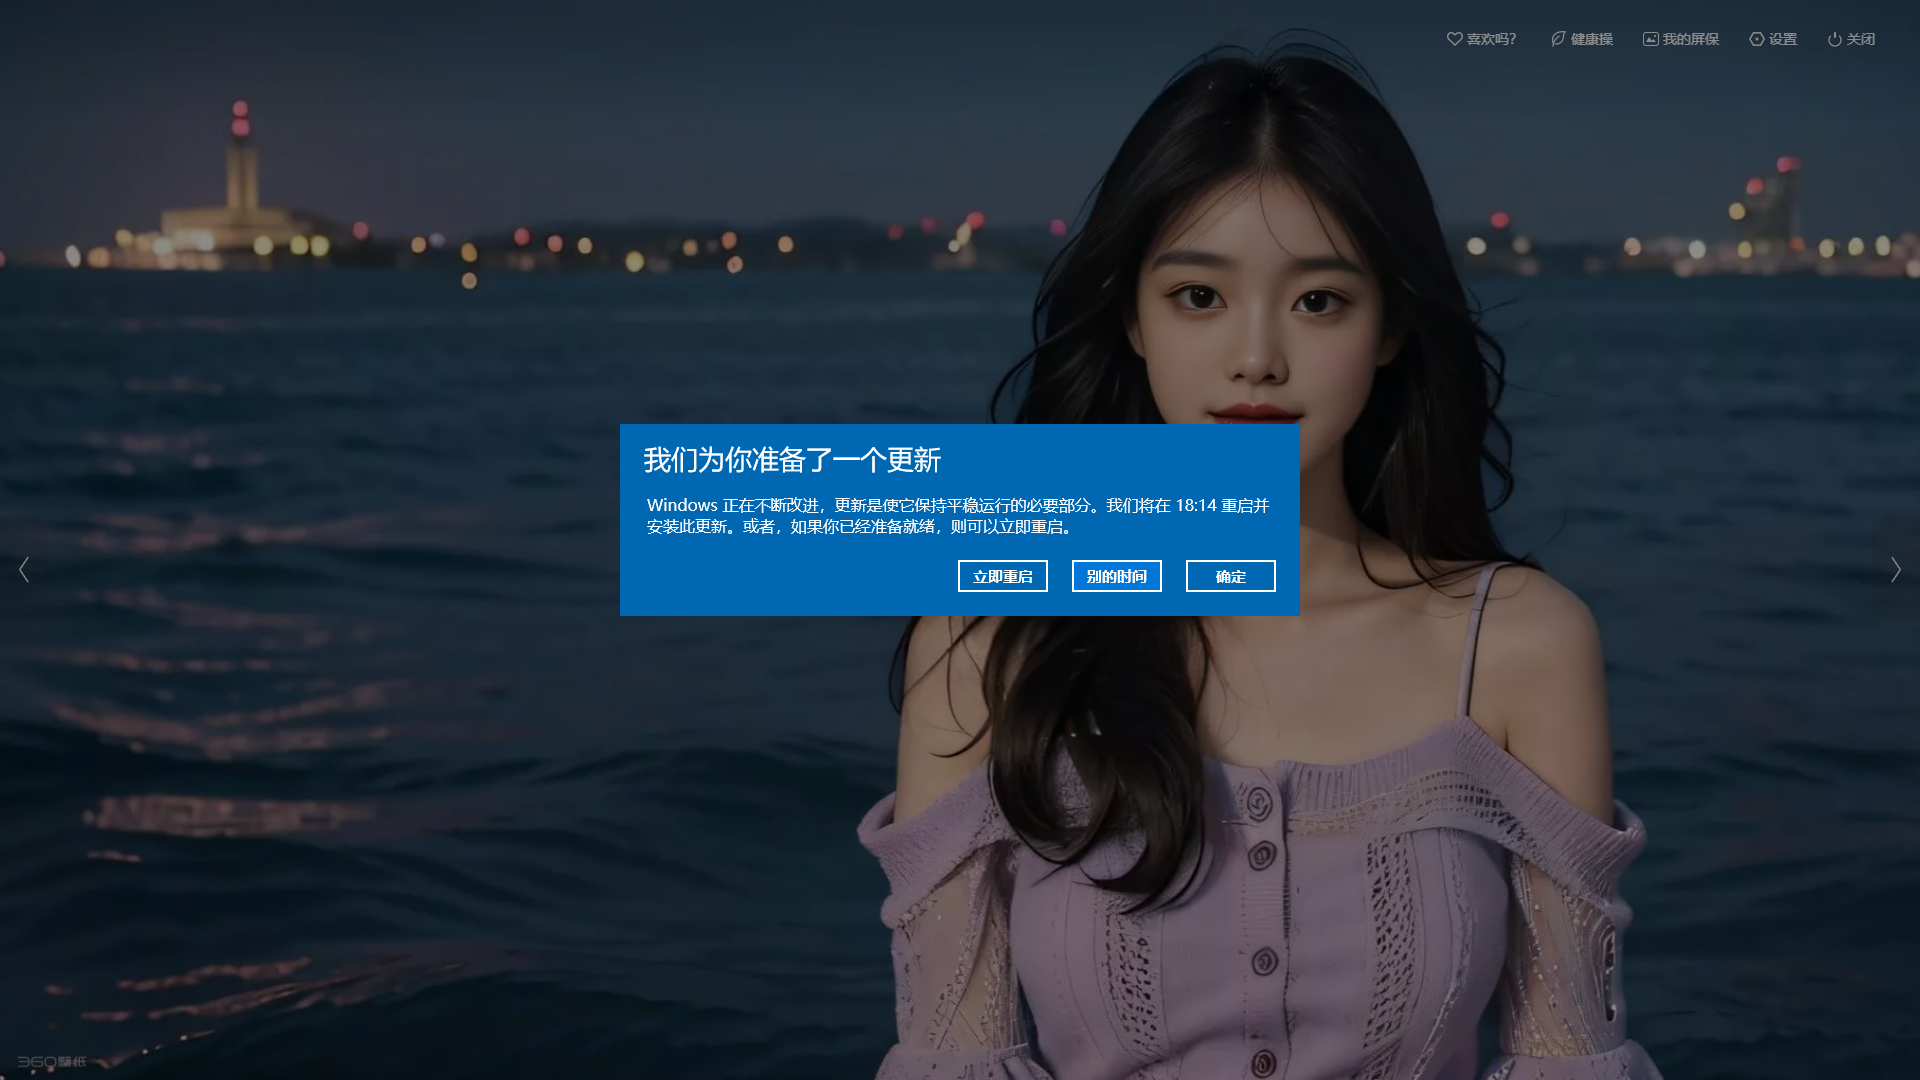 喜欢吗?
健康操
我的屏保
设置
关闭
我们为你准备了一个更新
Windows 正在不断改进，更新是使它保持平稳运行的必要部分。我们将在 18:14 重启并
安装此更新。或者，如果你已经准备就绪，则可以立即重启。
立即重启
别的时间
确定
360壁纸